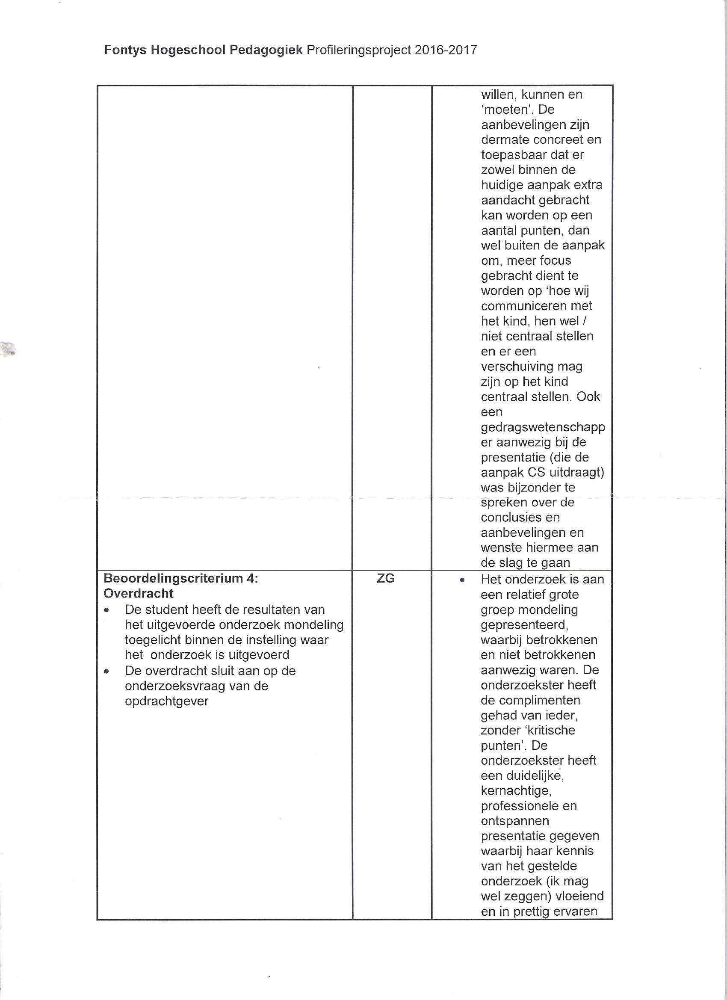 Fontys Hogeschool Pedagogiek Profileringsproject 2016-2017
willen, kunnen en
‘moeten’. De
aanbevelingen zijn
dermate concreet en
toepasbaar dat er
zowel binnen de
huidige aanpak extra
aandacht gebracht
kan worden op een
aantal punten, dan
wel buiten de aanpak
om, meer focus
gebracht dient te
worden op ‘hoe wij
communiceren met
het kind, hen wel /
niet centraal stellen
en er een
verschuiving mag
zijn op het kind
centraal stellen. Ook
een
gedragswetenschapp
er aanwezig bij de
presentatie (die de
aanpak CS uitdraagt)
was bijzonder te
spreken over de
conclusies en
aanbevelingen en
wenste hiermee aan
de slag te gaan
Beoordelingscriterium 4:
Overdracht
• De student heeft de resultaten van
het uitgevoerde onderzoek mondeling
toegelicht binnen de instelling waar
het  onderzoek is uitgevoerd
• De overdracht sluit aan op de
onderzoeksvraag van de
opdrachtgever
ZG
• Het onderzoek is aan
een relatief grote
groep mondeling
gepresenteerd,
waarbij betrokkenen
en niet betrokkenen
aanwezig waren. De
onderzoekster heeft
de complimenten
gehad van ieder,
zonder ‘kritische
punten’. De
onderzoekster heeft
een duidelijke,
kernachtige,
professionele en
ontspannen
presentatie gegeven
waarbij haar kennis
van het gestelde
onderzoek (ik mag
wel zeggen) vloeiend
en in prettig ervaren